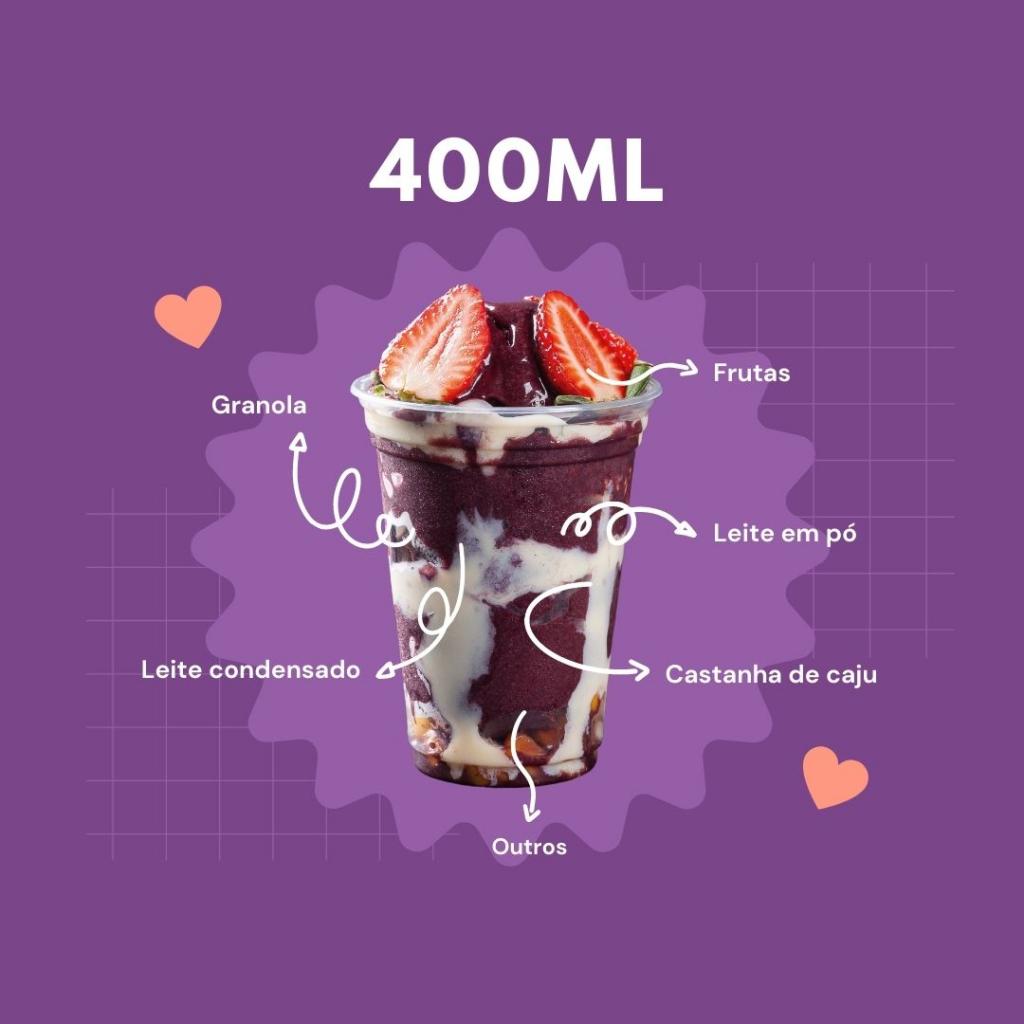 400ML
Frutas
Granola
Leite em pó
Leite condensado
Castanha de caju
Outros